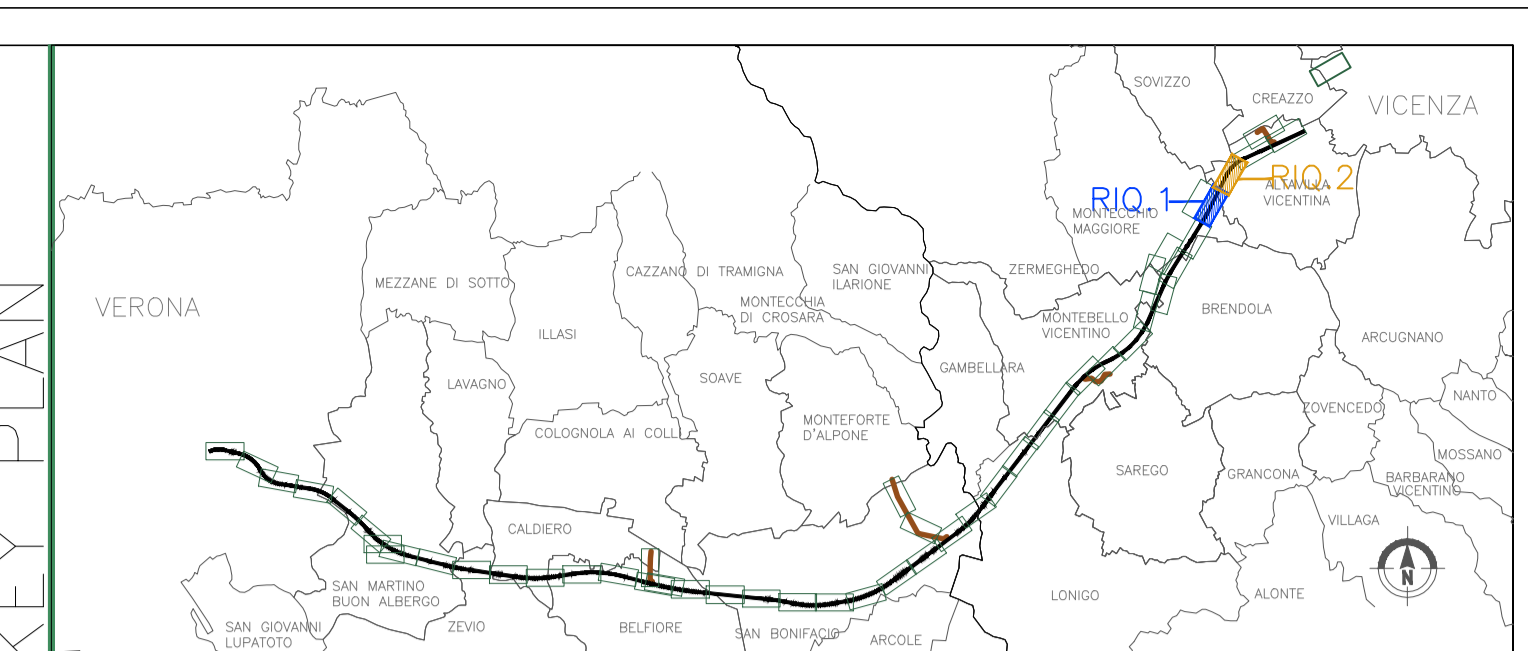 KEY PLAN
SOVIZZO
CREAZZO
VICENZA
RIQ.2
ALTAVILLA
VICENTINA
RIQ.1
MONTECCHIO
MAGGIORE
CAZZANO DI TRAMIGNA
SAN GIOVANNI
ILARIONE
ZERMEGHEDO
MEZZANE DI SOTTO
VERONA
MONTECCHIA
DI CROSARA
BRENDOLA
MONTEBELLO
VICENTINO
ILLASI
ARCUGNANO
GAMBELLARA
SOAVE
LAVAGNO
NANTO
ZOVENCEDO
MONTEFORTE
D'ALPONE
COLOGNOLA AI COLLI
MOSSANO
SAREGO
GRANCONA
BARBARANO
VICENTINO
VILLAGA
CALDIERO
N
SAN MARTINO
BUON ALBERGO
LONIGO
ALONTE
SAN GIOVANNI
LUPATOTO
ZEVIO
BELFIORE
SAN BONIFACIO
ARCOLE